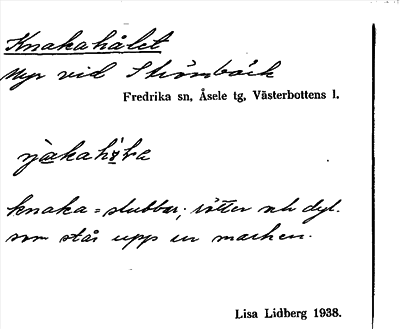 Knakahålet
Myr vid Strömbäck
Fredrika sn, Åsele tg, Västerbottens l.
knaka = stubbar, rötter och dyl.
som står upp ur marken.
Lisa Lidberg 1938.